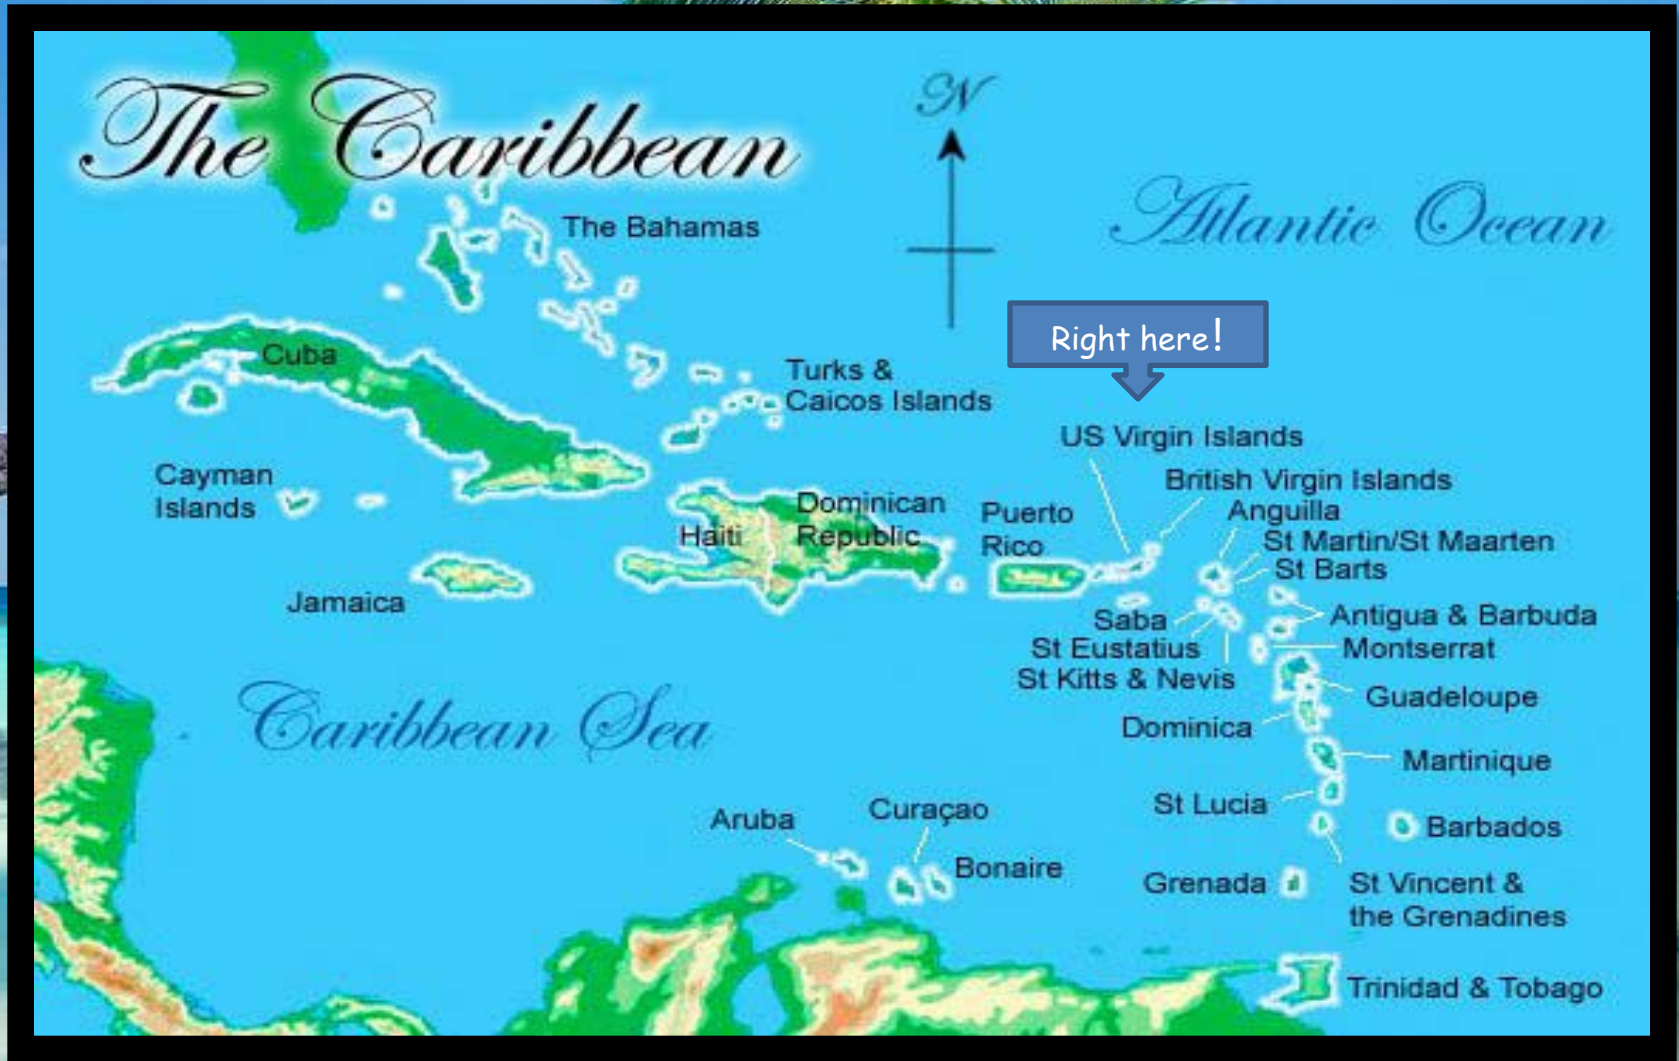 The Caribbean
N
Atlantic Ocean
The Bahamas
Right here!
Cuba
Turks &
Caicos Islands
US Virgin Islands
Cayman
Islands
British Virgin Islands
Dominican
Republic
Haiti
Puerto
Rico
Anguilla
St Martin/St Maarten
St Barts
Jamaica
Saba
St Eustatius
St Kitts & Nevis
Antigua & Barbuda
Montserrat
Guadeloupe
Caribbean Sea
Dominica
Martinique
St Lucia
Aruba
Curaçao
Bonaire
Barbados
Grenada
St Vincent &
the Grenadines
Trinidad & Tobago